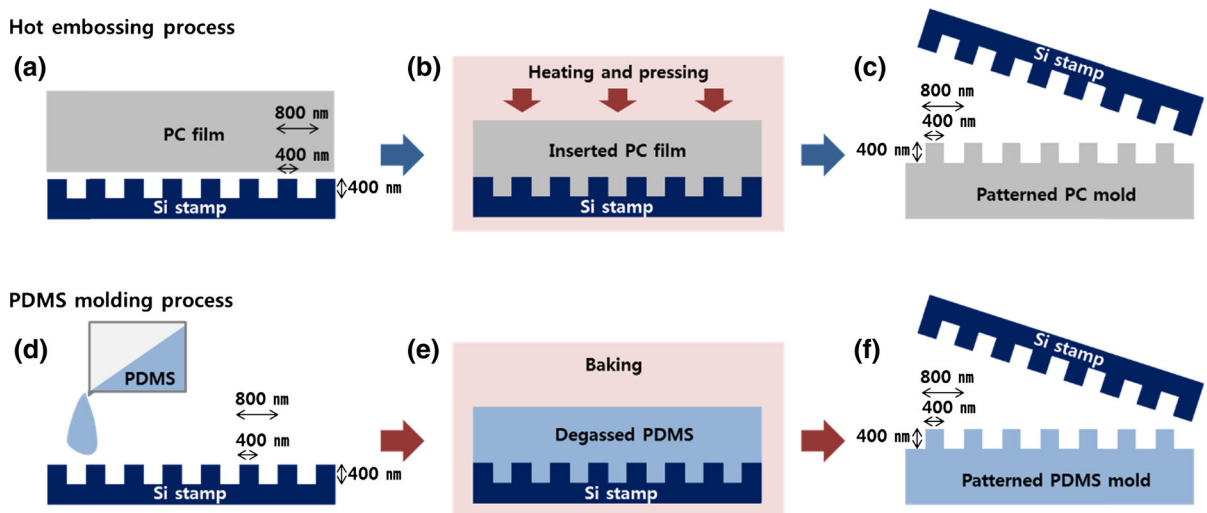 Hot embossing process
(a)
PC film
800 nm
400 nm
400 nm
Si stamp
(b)
Heating and pressing
Inserted PC film
Si stamp
(c)
Si stamp
800 nm
400 nm
400 nm
Patterned PC mold
PDMS molding process
(d)
PDMS
800 nm
400 nm
400 nm
Si stamp
(e)
Baking
Degassed PDMS
Si stamp
(f)
Si stamp
800 nm
400 nm
400 nm
Patterned PDMS mold